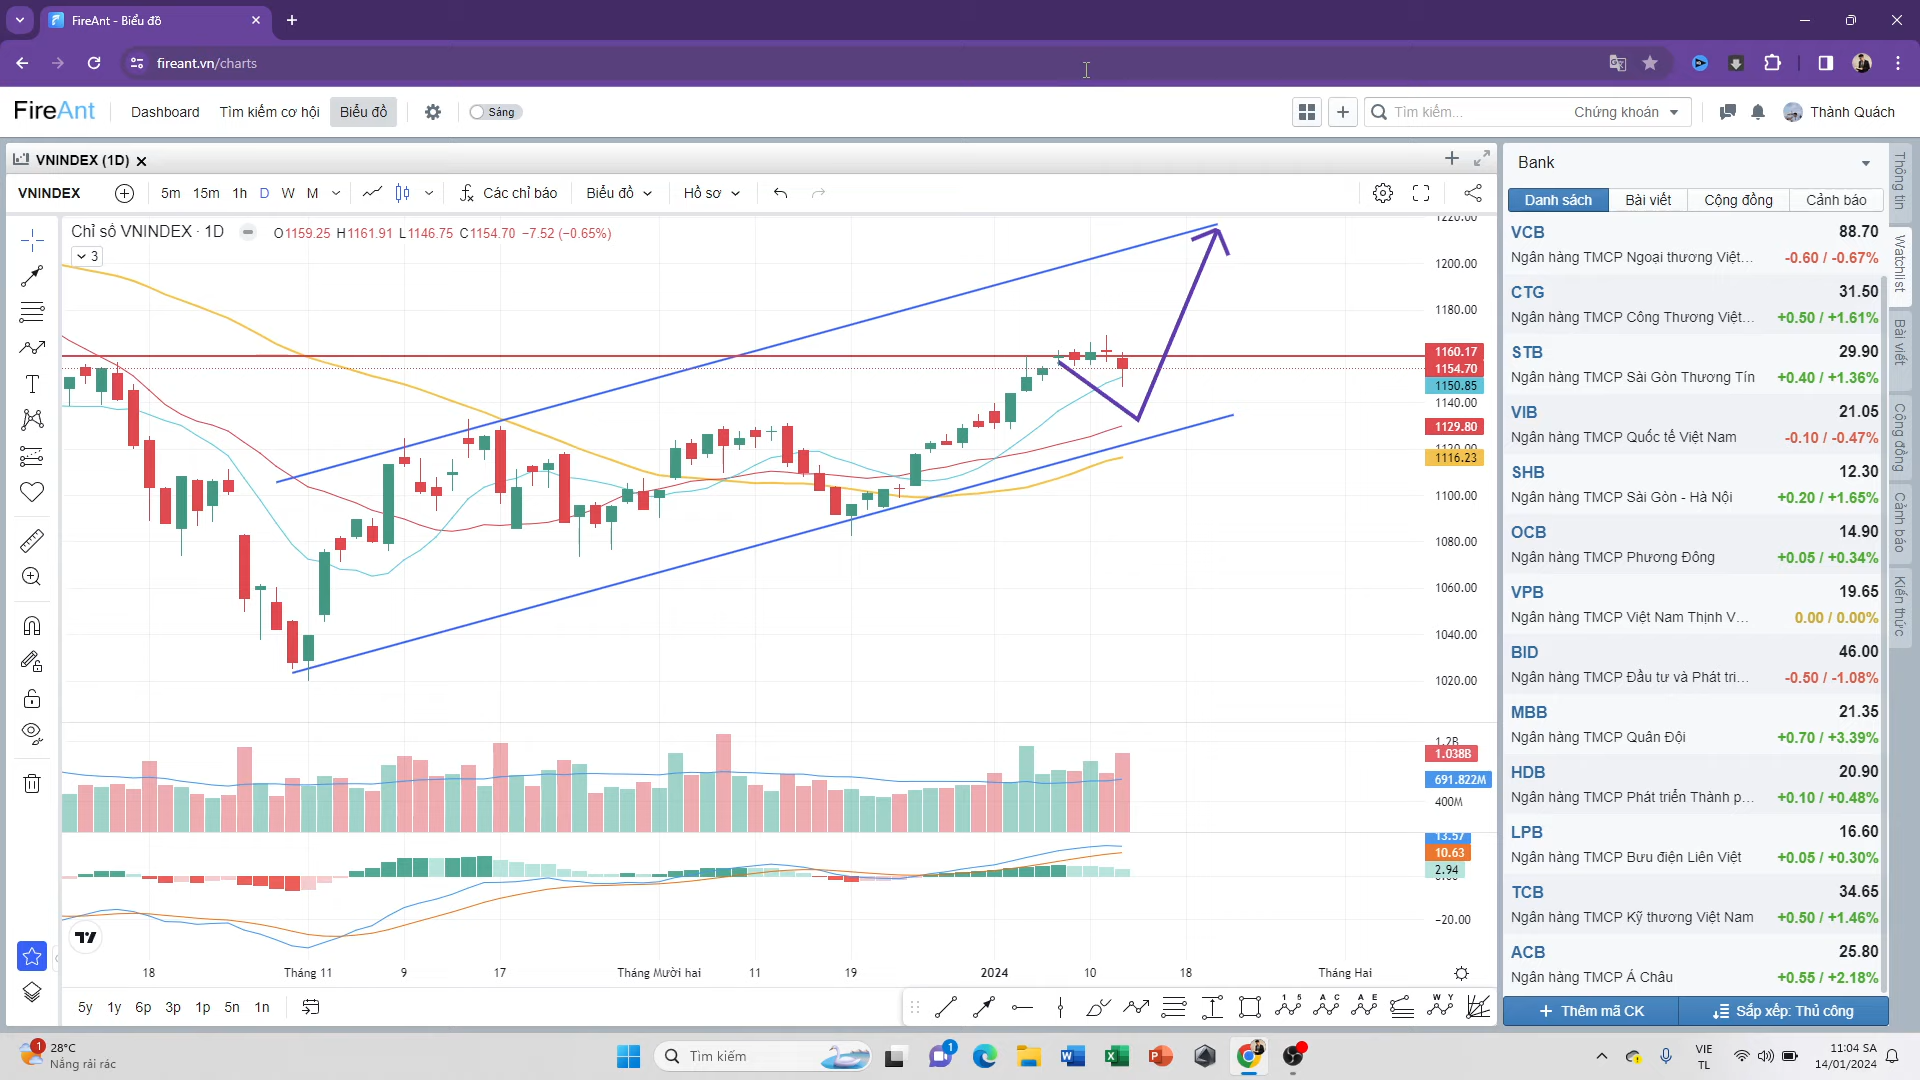 FireAnt - Biểu đồ
fireant.vn/charts
FireAnt
Dashboard
Tìm kiếm cơ hội
Biểu đồ
Sáng
Tìm kiếm...
Chứng khoán
Thành Quách
VNINDEX (1D)
VNINDEX
5m 15m 1h D W M
Các chỉ báo
Biểu đồ
Hồ sơ
Chỉ số VNINDEX · 1D
O1159.25 H1161.91 L1146.75 C1154.70 −7.52 (−0.65%)
3
1220.00
1200.00
1180.00
1160.17
1154.70
1150.85
1140.00
1129.80
1120.00
1116.23
1100.00
1080.00
1060.00
1040.00
1020.00
1.2B
1.038B
691.822M
400M
13.57
10.63
2.94
0.00
−20.00
18 Tháng 11 9 17 Tháng Mười hai 11 19 2024 10 18 Tháng Hai
5y 1y 6p 3p 1p 5n 1n
Bank
Danh sách
Bài viết
Cộng đồng
Cảnh báo
VCB 88.70
Ngân hàng TMCP Ngoại thương Việt... -0.60 / -0.67%
CTG 31.50
Ngân hàng TMCP Công Thương Việt... +0.50 / +1.61%
STB 29.90
Ngân hàng TMCP Sài Gòn Thương Tín +0.40 / +1.36%
VIB 21.05
Ngân hàng TMCP Quốc tế Việt Nam -0.10 / -0.47%
SHB 12.30
Ngân hàng TMCP Sài Gòn - Hà Nội +0.20 / +1.65%
OCB 14.90
Ngân hàng TMCP Phương Đông +0.05 / +0.34%
VPB 19.65
Ngân hàng TMCP Việt Nam Thịnh V... 0.00 / 0.00%
BID 46.00
Ngân hàng TMCP Đầu tư và Phát tri... -0.50 / -1.08%
MBB 21.35
Ngân hàng TMCP Quân Đội +0.70 / +3.39%
HDB 20.90
Ngân hàng TMCP Phát triển Thành p... +0.10 / +0.48%
LPB 16.60
Ngân hàng TMCP Bưu điện Liên Việt +0.05 / +0.30%
TCB 34.65
Ngân hàng TMCP Kỹ thương Việt Nam +0.50 / +1.46%
ACB 25.80
Ngân hàng TMCP Á Châu +0.55 / +2.18%
Thêm mã CK
Sắp xếp: Thủ công
Thông tin
Watchlist
Bài viết
Cộng đồng
Cảnh báo
Kiến thức
1
28°C
Nắng rải rác
Tìm kiếm
1
VIE
TL
11:04 SA
14/01/2024